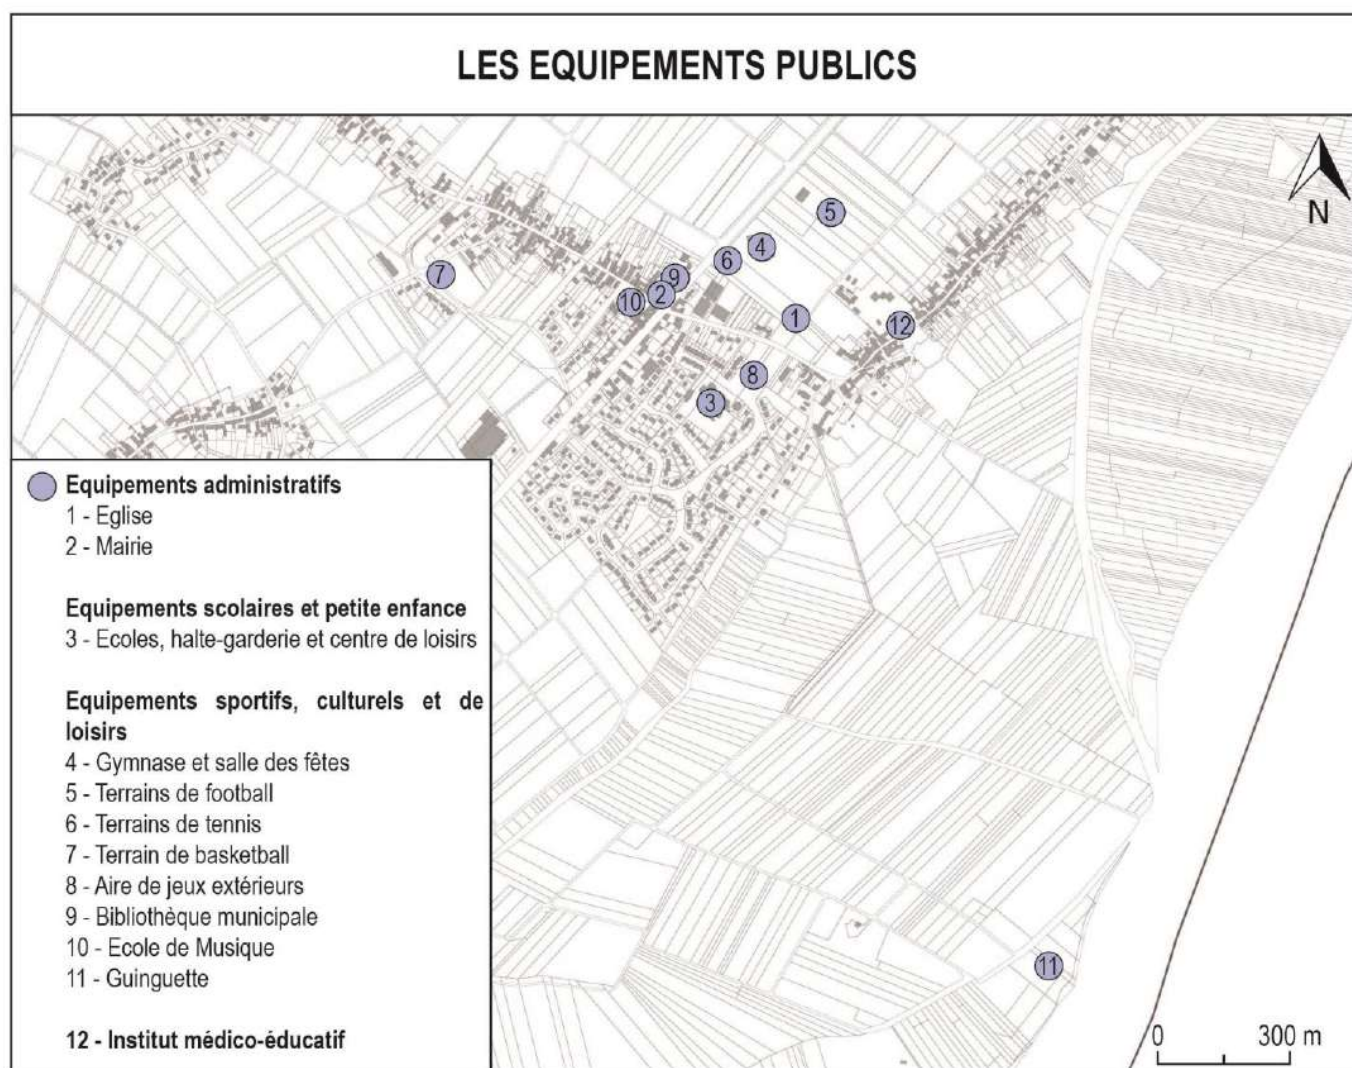 LES EQUIPEMENTS PUBLICS
5
4
6
7
9
2
10
1
12
8
3
11
N
Equipements administratifs
1 - Eglise
2 - Mairie
Equipements scolaires et petite enfance
3 - Ecoles, halte-garderie et centre de loisirs
Equipements sportifs, culturels et de
loisirs
4 - Gymnase et salle des fêtes
5 - Terrains de football
6 - Terrains de tennis
7 - Terrain de basketball
8 - Aire de jeux extérieurs
9 - Bibliothèque municipale
10 - Ecole de Musique
11 - Guinguette
12 - Institut médico-éducatif
0 300 m